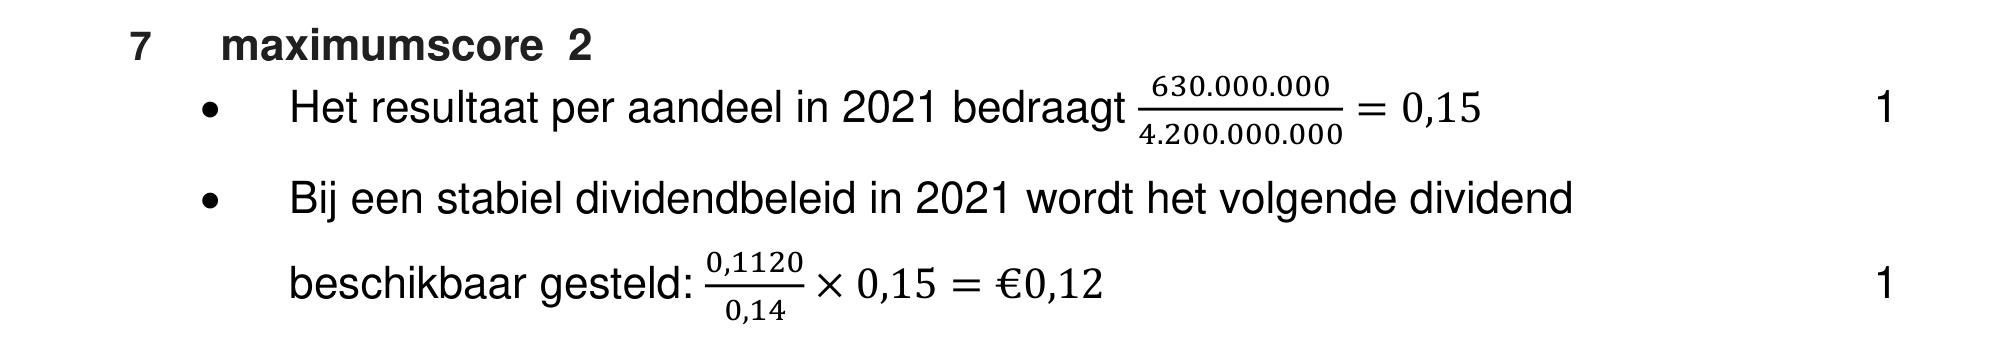 7 maximumscore 2
• Het resultaat per aandeel in 2021 bedraagt 630.000.000/4.200.000.000 = 0,15 1
• Bij een stabiel dividendbeleid in 2021 wordt het volgende dividend
beschikbaar gesteld: 0,1120/0,14 × 0,15 = €0,12 1